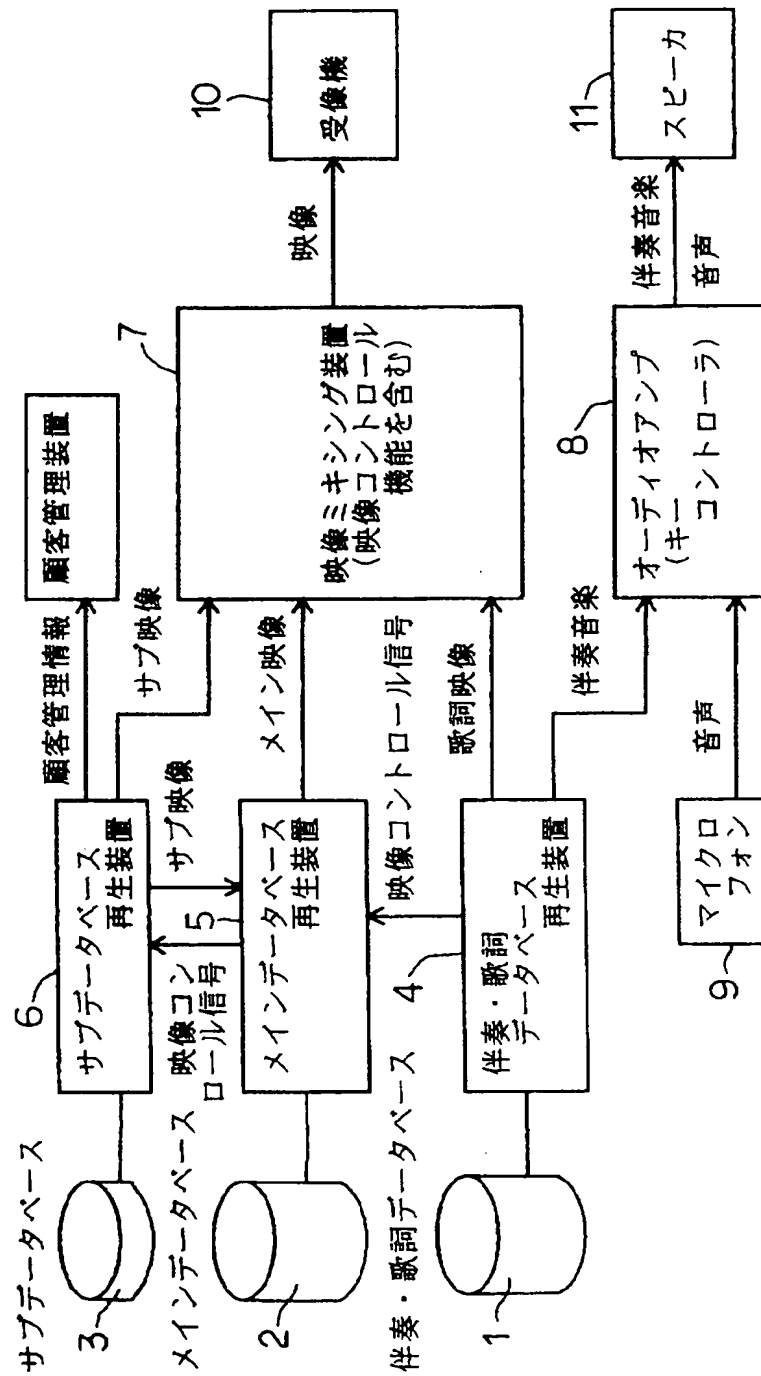 サブデータベース
3
6
サブデータベース
再生装置
顧客管理情報
顧客管理装置
サブ映像
サブ映像
映像コント
ロール信号
メインデータベース
2
5
メインデータベース
再生装置
メイン映像
7
映像ミキシング装置
(映像コントロール
機能を含む)
映像
10
受像機
映像コントロール信号
歌詞映像
伴奏・歌詞データベース
1
4
伴奏・歌詞
データベース
再生装置
伴奏音楽
8
オーディオアンプ
(キー
コントローラ)
伴奏音楽
音声
11
スピーカ
9
マイクロ
フォン
音声